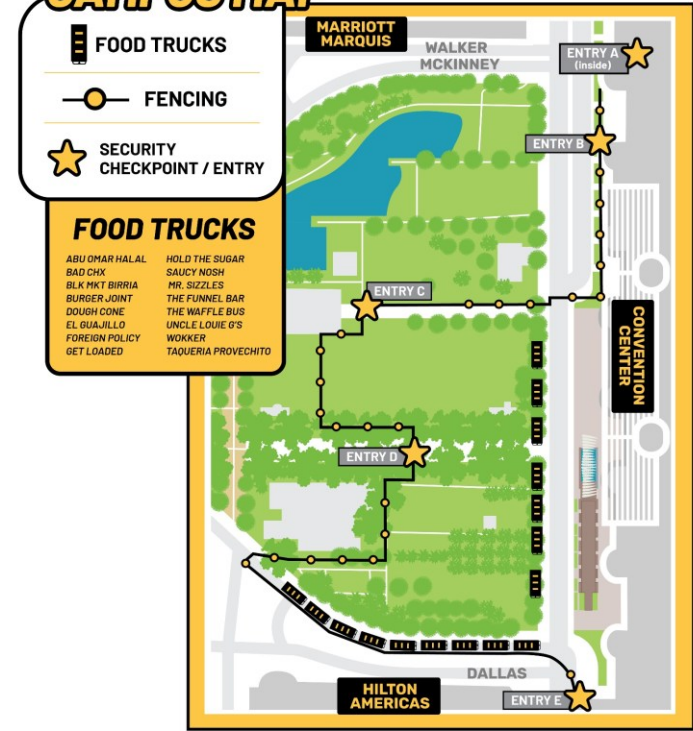 FOOD TRUCKS
FENCING
SECURITY
CHECKPOINT / ENTRY
FOOD TRUCKS
ABU OMAR HALAL
BAD CHX
BLK MKT BIRRIA
BURGER JOINT
DOUGH CONE
EL GUAJILLO
FOREIGN POLICY
GET LOADED
HOLD THE SUGAR
SAUCY NOSH
MR. SIZZLES
THE FUNNEL BAR
THE WAFFLE BUS
UNCLE LOUIE G'S
WOKKER
TAQUERIA PROVECHITO
MARRIOTT
MARQUIS
WALKER
MCKINNEY
ENTRY A
(inside)
ENTRY B
ENTRY C
CONVENTION
CENTER
ENTRY D
DALLAS
HILTON
AMERICAS
ENTRY E